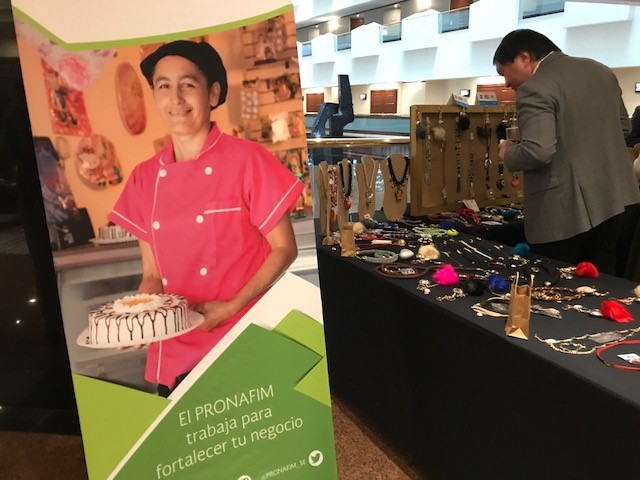 El PRONAFIM
trabaja para
fortalecer tu negocio
@PRONAFIM_SE